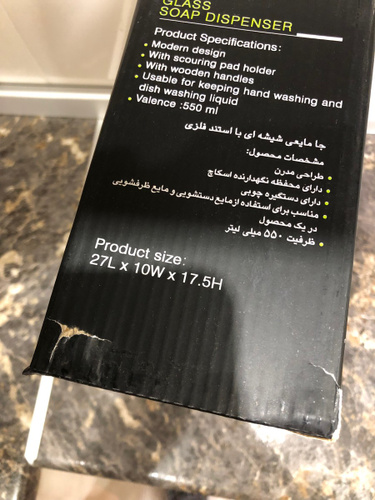 GLASS
SOAP DISPENSER
Product Specifications:
• Modern design
• With scouring pad holder
• With wooden handles
• Usable for keeping hand washing and
dish washing liquid
• Valence :550 ml
جا مایعی شیشه ای با استند فلزی
مشخصات محصول:
• طراحی مدرن
• دارای محفظه نگهدارنده اسکاچ
• دارای دستگیره چوبی
• مناسب برای استفاده از مایع دستشویی و مایع ظرفشویی
در یک محصول
• ظرفیت ۵۵۰ میلی لیتر
Product size:
27L x 10W x 17.5H